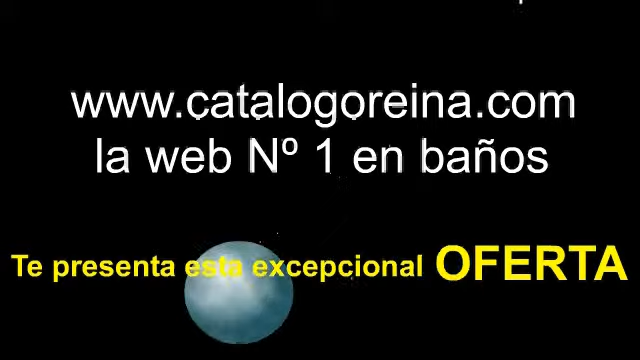 www.catalogoreina.com
la web Nº 1 en baños
Te presenta esta excepcional OFERTA